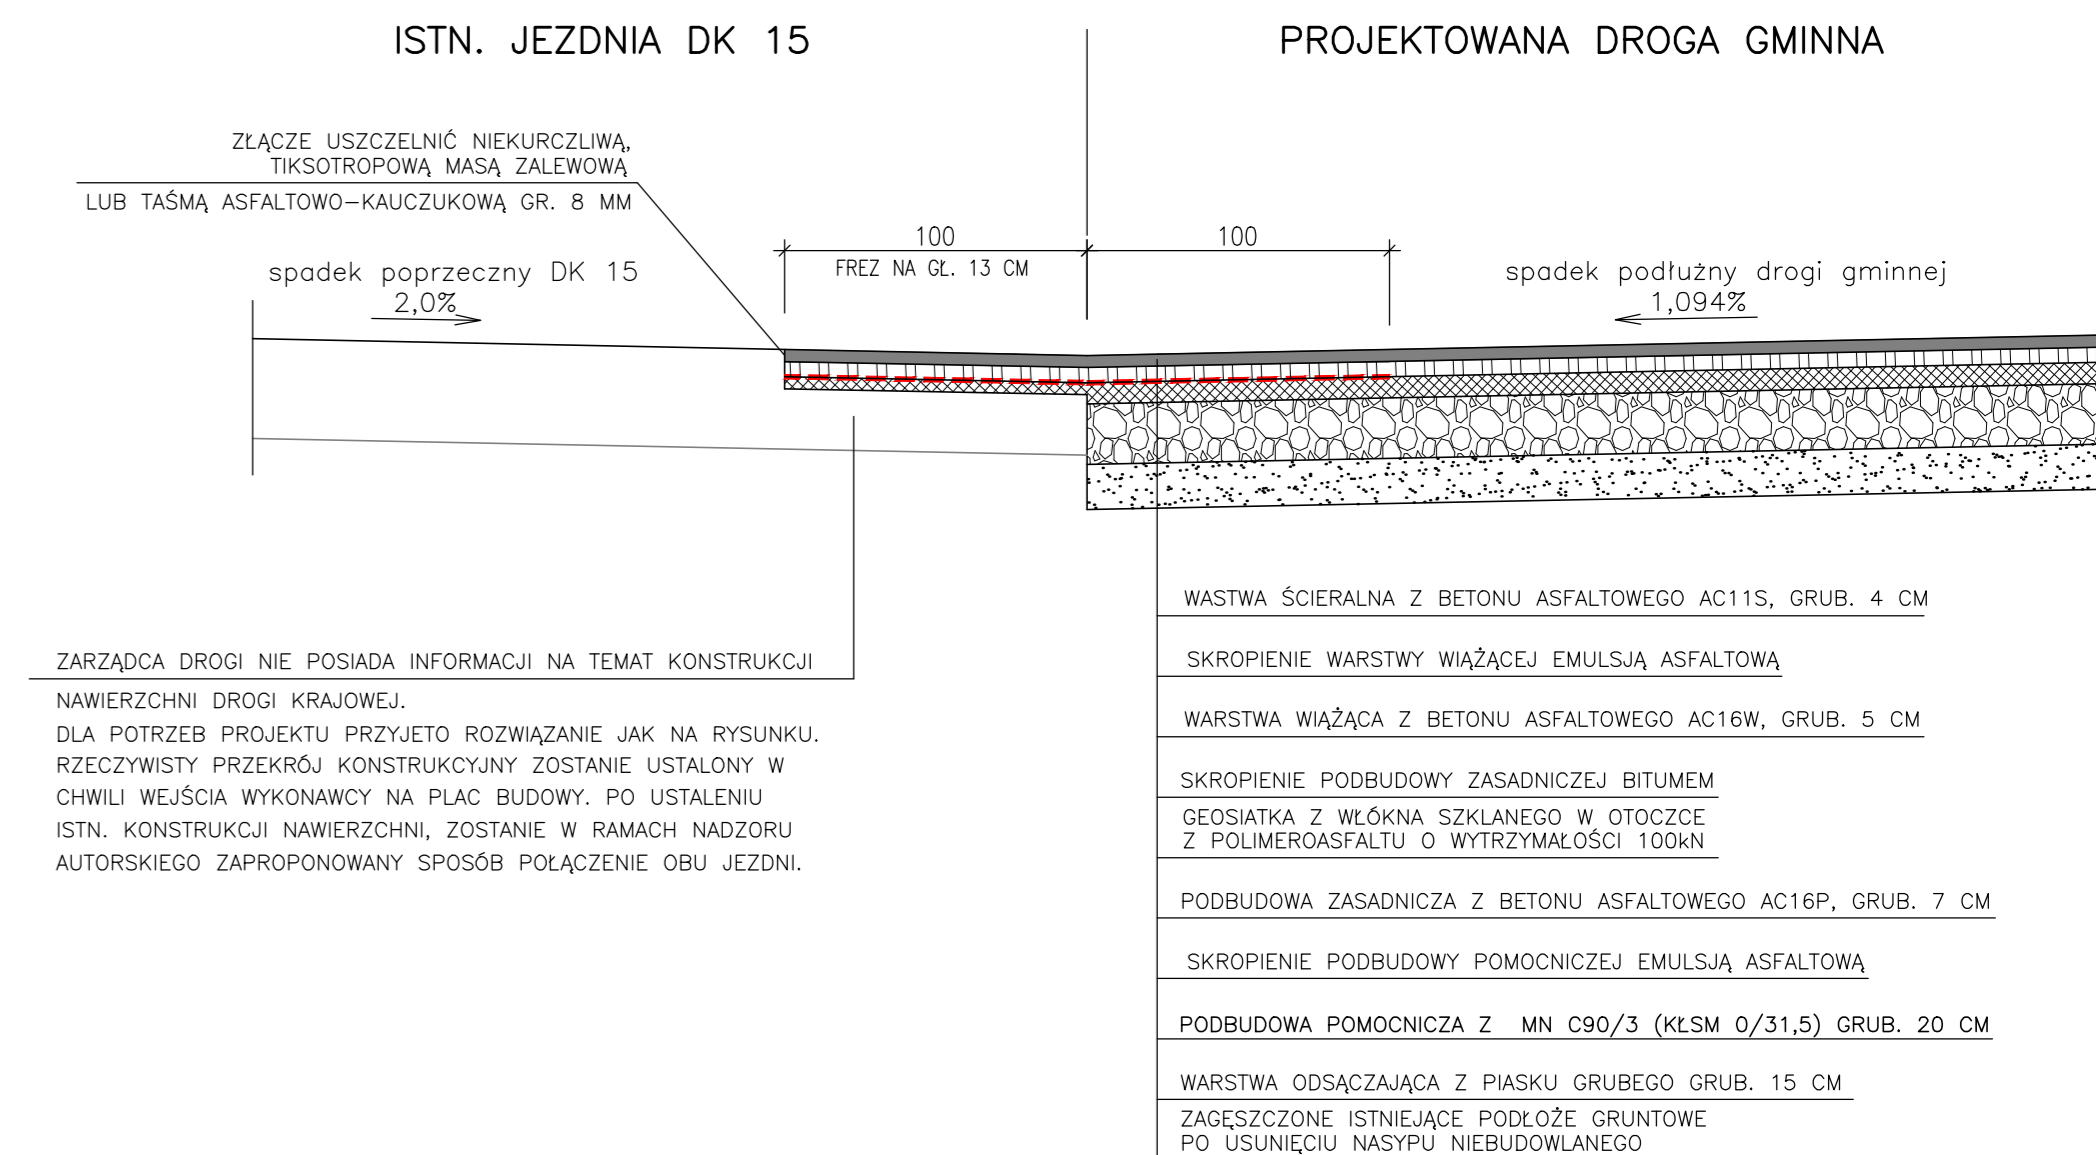 ISTN. JEZDNIA DK 15
PROJEKTOWANA DROGA GMINNA
ZŁĄCZE USZCZELNIĆ NIEKURCZLIWĄ,
TIKSOTROPOWĄ MASĄ ZALEWOWĄ
LUB TAŚMĄ ASFALTOWO-KAUCZUKOWĄ GR. 8 MM
100
FREZ NA GŁ. 13 CM
100
spadek poprzeczny DK 15
2,0%
spadek podłużny drogi gminnej
1,094%
ZARZĄDCA DROGI NIE POSIADA INFORMACJI NA TEMAT KONSTRUKCJI
NAWIERZCHNI DROGI KRAJOWEJ.
DLA POTRZEB PROJEKTU PRZYJETO ROZWIĄZANIE JAK NA RYSUNKU.
RZECZYWISTY PRZEKRÓJ KONSTRUKCYJNY ZOSTANIE USTALONY W
CHWILI WEJŚCIA WYKONAWCY NA PLAC BUDOWY. PO USTALENIU
ISTN. KONSTRUKCJI NAWIERZCHNI, ZOSTANIE W RAMACH NADZORU
AUTORSKIEGO ZAPROPONOWANY SPOSÓB POŁĄCZENIE OBU JEZDNI.
WASTWA ŚCIERALNA Z BETONU ASFALTOWEGO AC11S, GRUB. 4 CM
SKROPIENIE WARSTWY WIĄŻĄCEJ EMULSJĄ ASFALTOWĄ
WARSTWA WIĄŻĄCA Z BETONU ASFALTOWEGO AC16W, GRUB. 5 CM
SKROPIENIE PODBUDOWY ZASADNICZEJ BITUMEM
GEOSIATKA Z WŁÓKNA SZKLANEGO W OTOCZCE
Z POLIMEROASFALTU O WYTRZYMAŁOŚCI 100kN
PODBUDOWA ZASADNICZA Z BETONU ASFALTOWEGO AC16P, GRUB. 7 CM
SKROPIENIE PODBUDOWY POMOCNICZEJ EMULSJĄ ASFALTOWĄ
PODBUDOWA POMOCNICZA Z MN C90/3 (KŁSM 0/31,5) GRUB. 20 CM
WARSTWA ODSĄCZAJĄCA Z PIASKU GRUBEGO GRUB. 15 CM
ZAGĘSZCZONE ISTNIEJĄCE PODŁOŻE GRUNTOWE
PO USUNIĘCIU NASYPU NIEBUDOWLANEGO